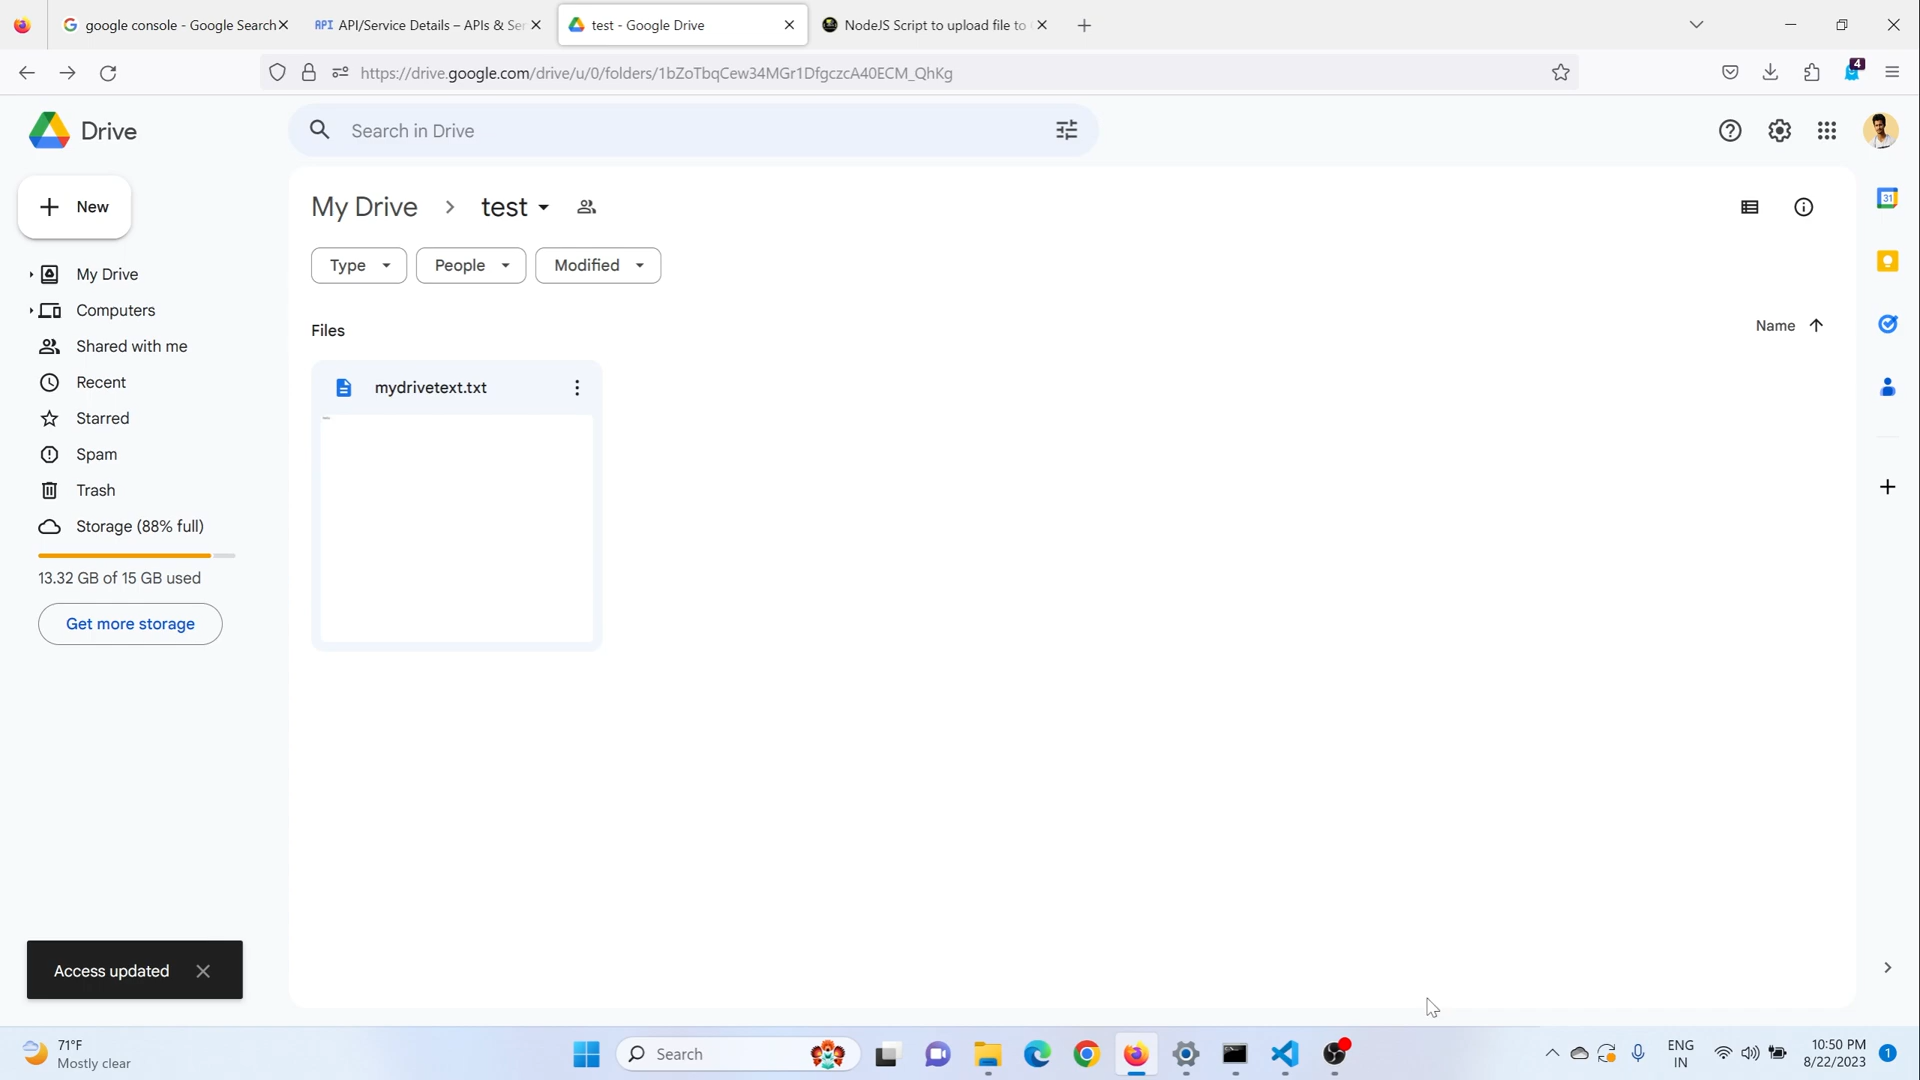 google console - Google Search
API API/Service Details – APIs & Ser
test - Google Drive
NodeJS Script to upload file to
4
https://drive.google.com/drive/u/0/folders/1bZoTbqCew34MGr1DfgczcA40ECM_QhKg
Drive
Search in Drive
New
My Drive > test
31
Type
People
Modified
My Drive
Computers
Shared with me
Recent
Starred
Spam
Trash
Storage (88% full)
13.32 GB of 15 GB used
Get more storage
Files
Name
mydrivetext.txt
Access updated
71°F
Mostly clear
Search
ENG
IN
10:50 PM
8/22/2023
1